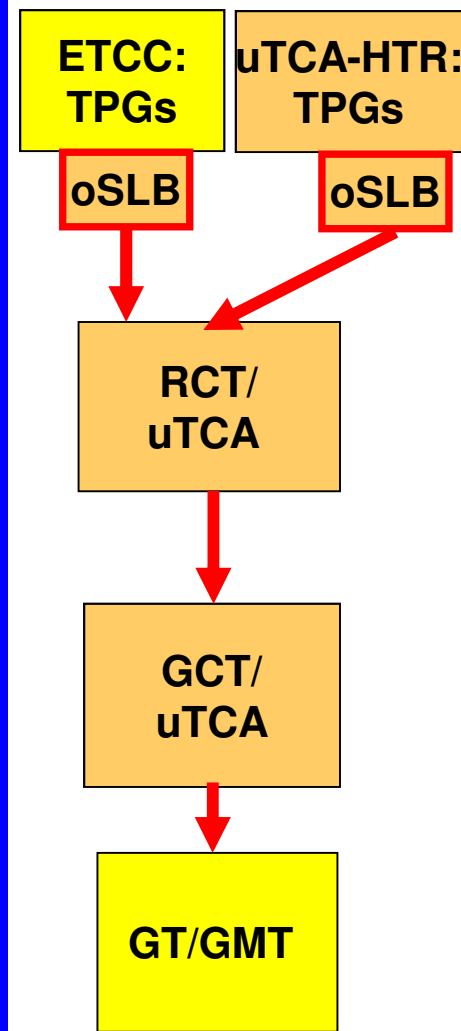 ETCC:
TPGs
uTCA-HTR:
TPGs
oSLB
oSLB
RCT/
uTCA
GCT/
uTCA
GT/GMT